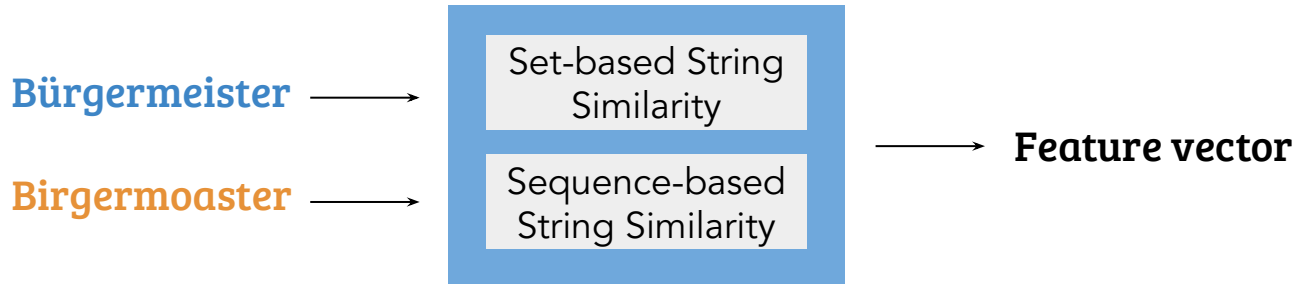 Bürgermeister
Birgermoaster
Set-based String
Similarity
Sequence-based
String Similarity
Feature vector